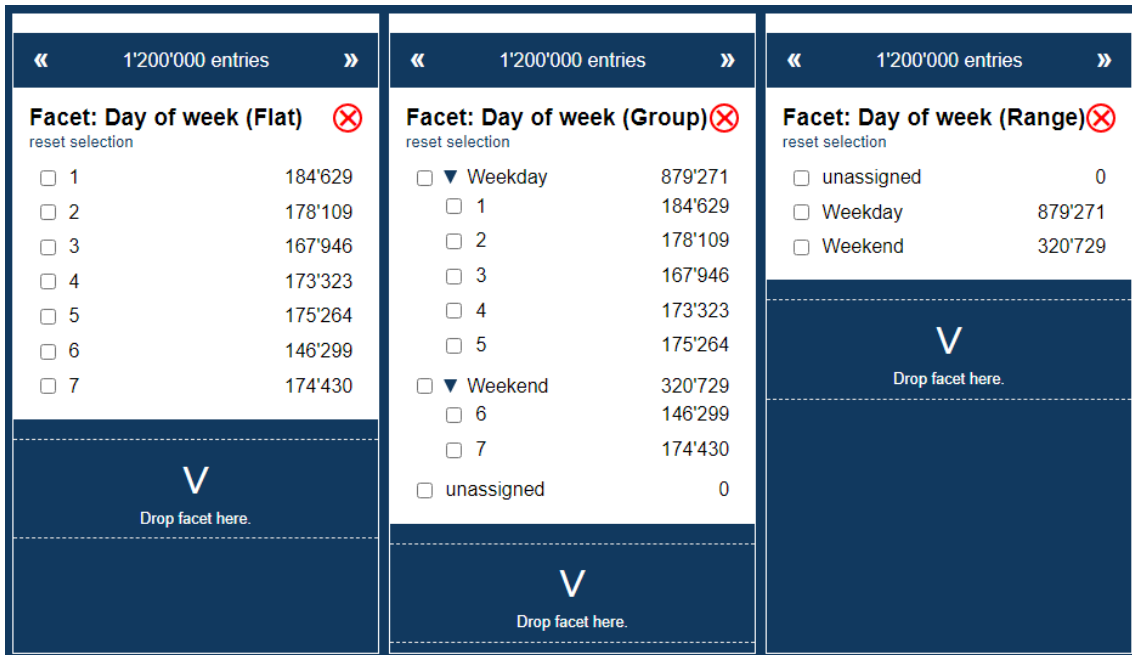 « 1'200'000 entries »
Facet: Day of week (Flat)
reset selection
1 184'629
2 178'109
3 167'946
4 173'323
5 175'264
6 146'299
7 174'430
V
Drop facet here.
« 1'200'000 entries »
Facet: Day of week (Group)
reset selection
▼ Weekday 879'271
1 184'629
2 178'109
3 167'946
4 173'323
5 175'264
▼ Weekend 320'729
6 146'299
7 174'430
unassigned 0
V
Drop facet here.
« 1'200'000 entries »
Facet: Day of week (Range)
reset selection
unassigned 0
Weekday 879'271
Weekend 320'729
V
Drop facet here.